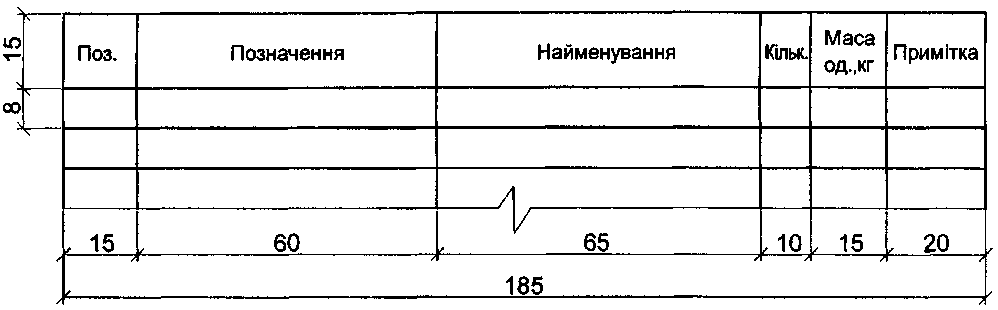 15
Поз.
Позначення
Найменування
Кільк.
Маса
од.,кг
Примітка
8
15
60
65
10
15
20
185